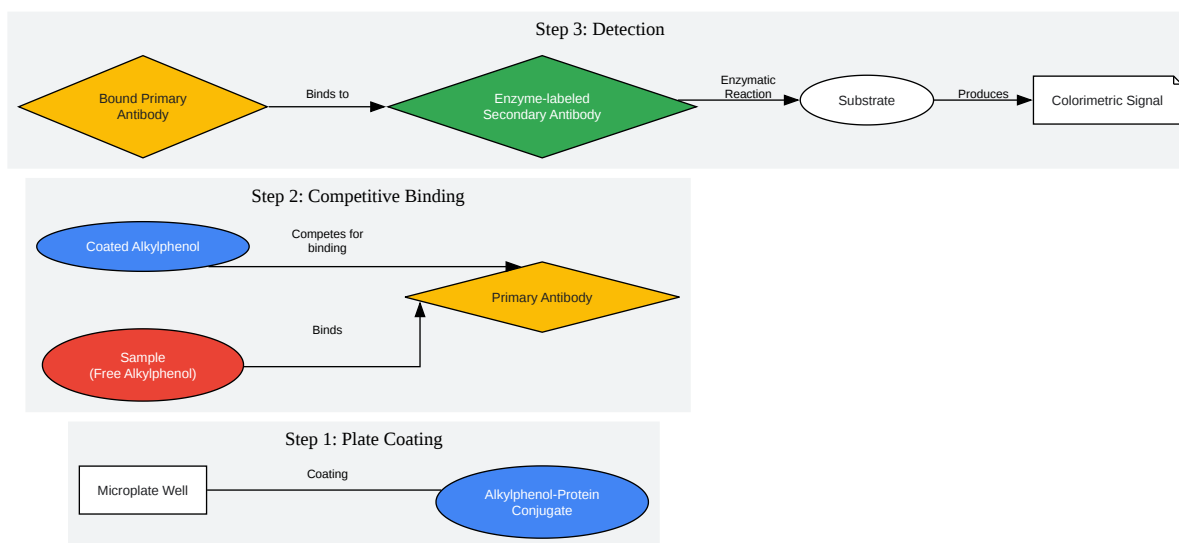 Step 3: Detection
Bound Primary
Antibody
Binds to
Enzyme-labeled
Secondary Antibody
Enzymatic
Reaction
Substrate
Produces
Colorimetric Signal
Step 2: Competitive Binding
Coated Alkylphenol
Competes for
binding
Primary Antibody
Binds
Sample
(Free Alkylphenol)
Step 1: Plate Coating
Microplate Well
Coating
Alkylphenol-Protein
Conjugate